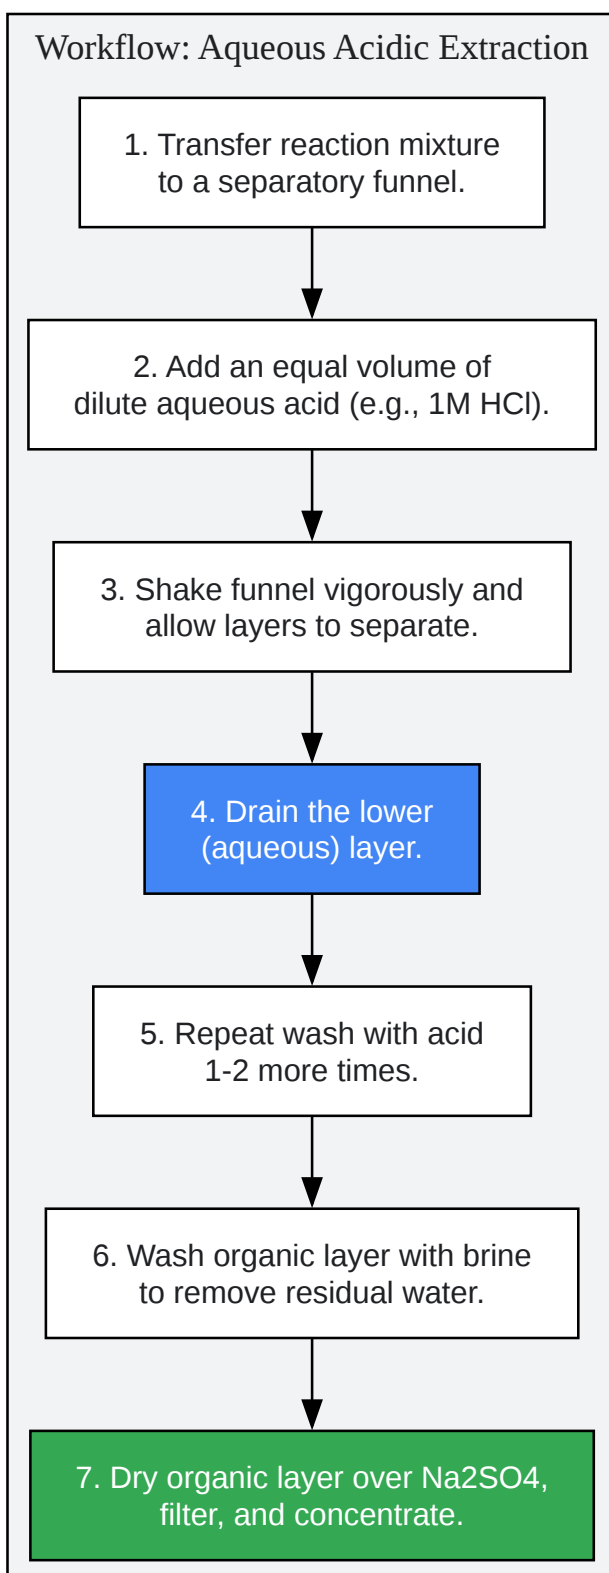 Workflow: Aqueous Acidic Extraction
1. Transfer reaction mixture
to a separatory funnel.
2. Add an equal volume of
dilute aqueous acid (e.g., 1M HCl).
3. Shake funnel vigorously and
allow layers to separate.
4. Drain the lower
(aqueous) layer.
5. Repeat wash with acid
1-2 more times.
6. Wash organic layer with brine
to remove residual water.
7. Dry organic layer over Na2SO4,
filter, and concentrate.